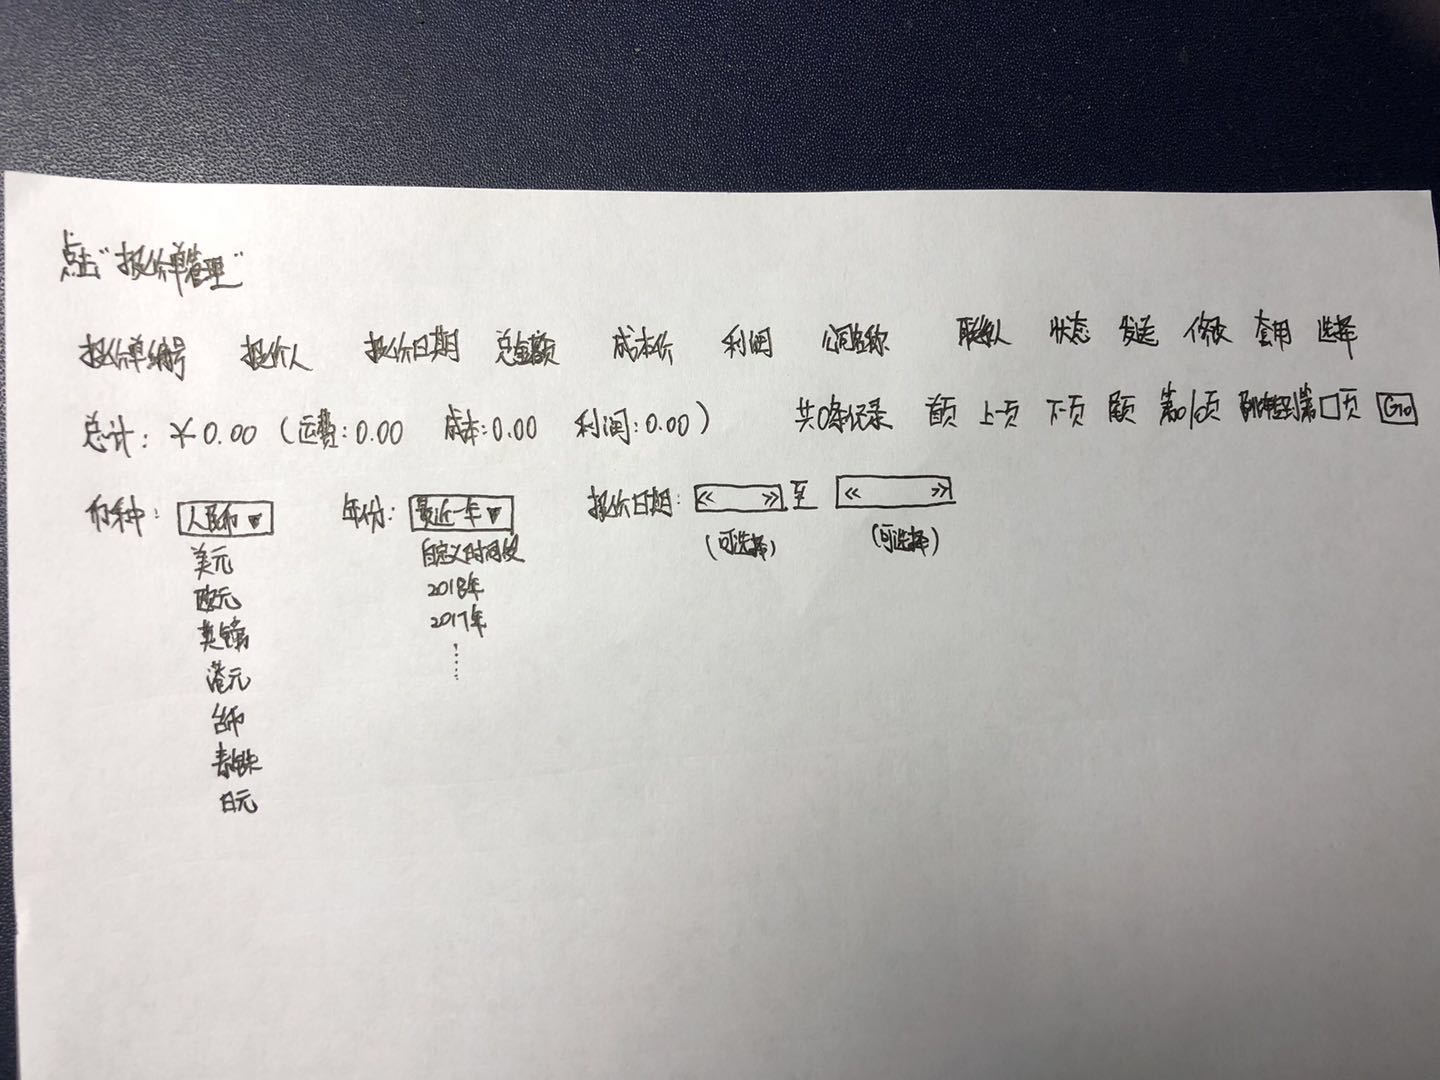 点击“报价单管理”
报价单编号 报价人 报价日期 总金额 成本价 利润 公司名称 联系人 状态 发送 修改 套用 选择
总计：￥0.00（运费：0.00 成本：0.00 利润：0.00） 共0条记录 首页 上一页 下一页 尾页 第0/0页 跳转到第□页 Go
币种： 人民币▼ 年份： 最近一年▼ 报价日期： « » 至 « »
美元 自定义时间段 （可选择） （可选择）
欧元 2018年
英镑 2017年
港元 ……
台币
日元